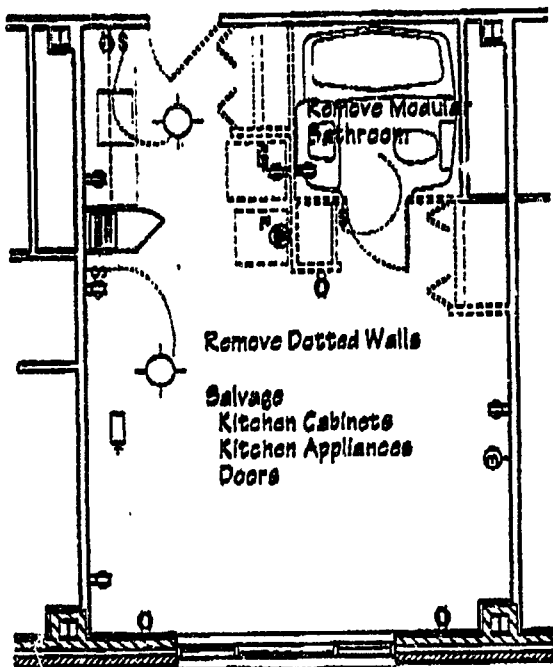 S
Remove Modular
Bathroom
S
Remove Dotted Walls
Salvage
Kitchen Cabinets
Kitchen Appliances
Doors